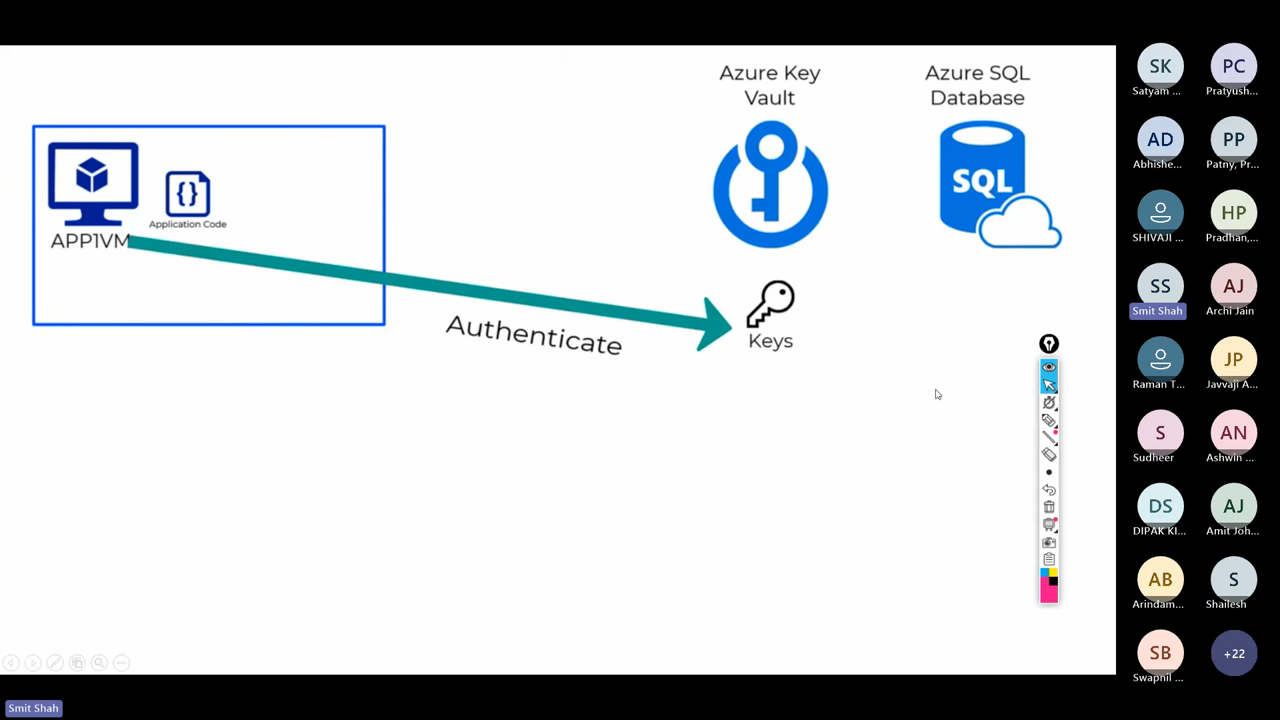 Azure Key
Vault
Azure SQL
Database
SQL
APP1VM
{}
Application Code
Authenticate
Keys
SK
Satyam ...
PC
Pratyush...
AD
Abhishe...
PP
Patny, Pr...
SHIVAJI ...
HP
Pradhan,...
SS
Smit Shah
AJ
Archi Jain
Raman T...
JP
Javvaji A...
S
Sudheer
AN
Ashwin ...
DS
DIPAK KI...
AJ
Amit Joh...
AB
Arindam...
S
Shailesh
SB
Swapnil ...
+22
Smit Shah